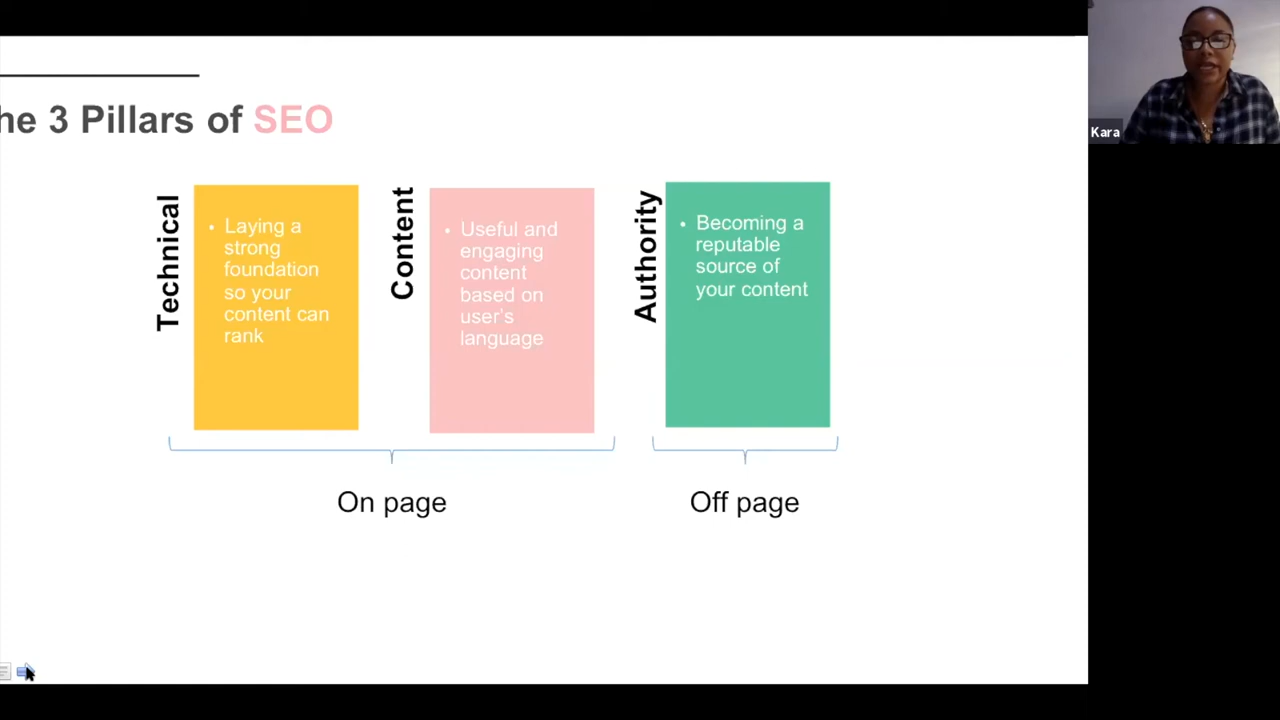 he 3 Pillars of SEO
Technical
• Laying a
strong
foundation
so your
content can
rank
Content
• Useful and
engaging
content
based on
user's
language
Authority
• Becoming a
reputable
source of
your content
On page
Off page
Kara